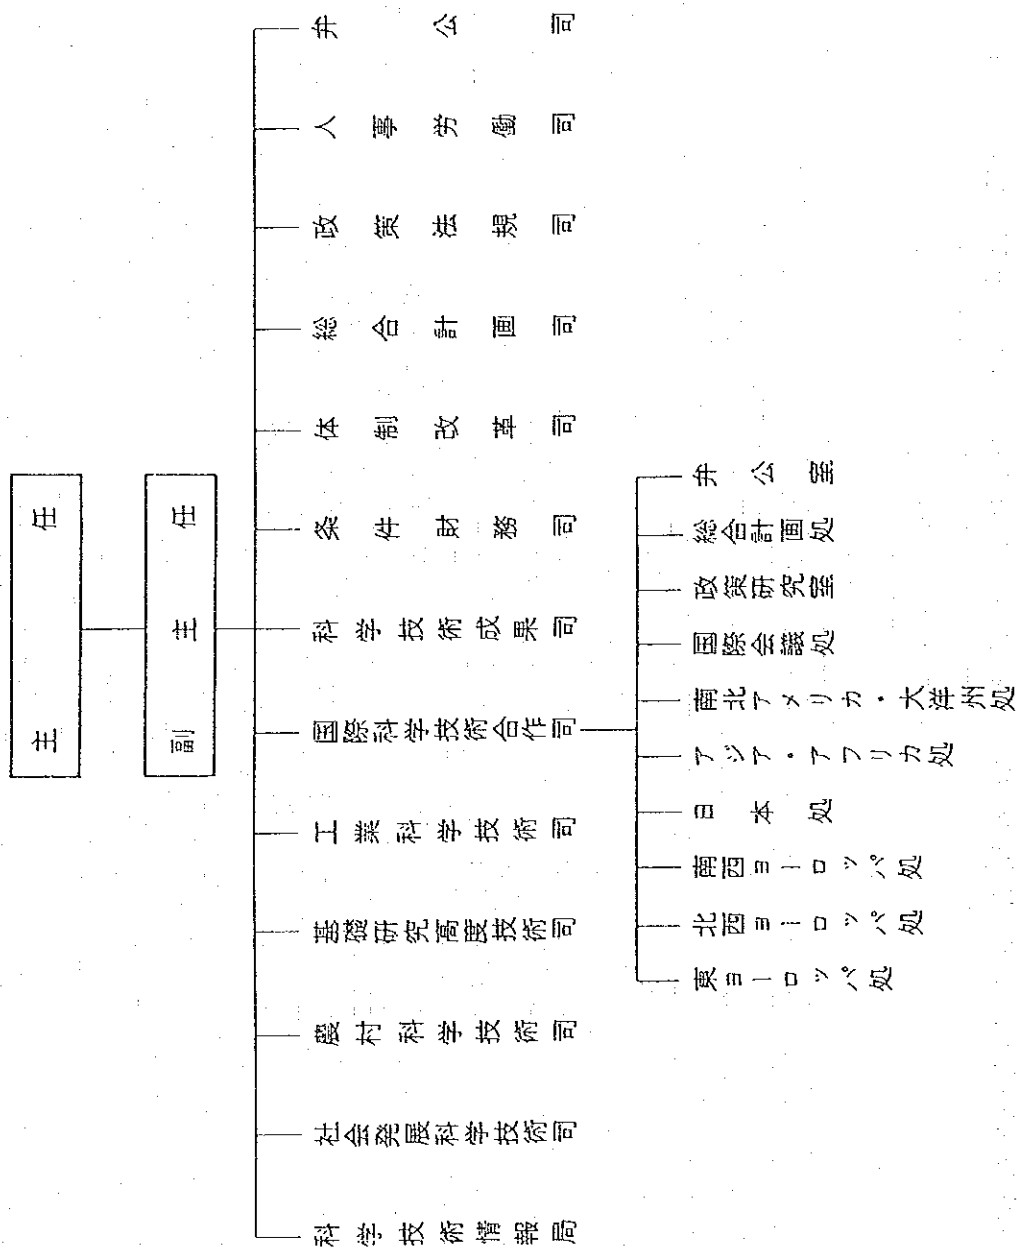 主任
副主任
弁公司
人事労働司
政策法規司
総合計画司
体制改革司
条件財務司
科学技術成果司
国際科学技術合作司
弁公室
総合計画処
政策研究室
国際会議処
南北アメリカ・大洋州処
アジア・アフリカ処
日本処
南西ヨーロッパ処
北西ヨーロッパ処
東ヨーロッパ処
工業科学技術司
基礎研究高度技術司
農村科学技術司
社会発展科学技術司
科学技術情報局